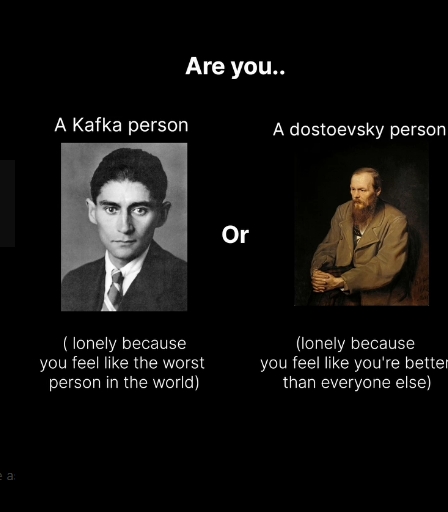 Are you..
A Kafka person
A dostoevsky person
Or
( lonely because
you feel like the worst
person in the world)
(lonely because
you feel like you're better
than everyone else)